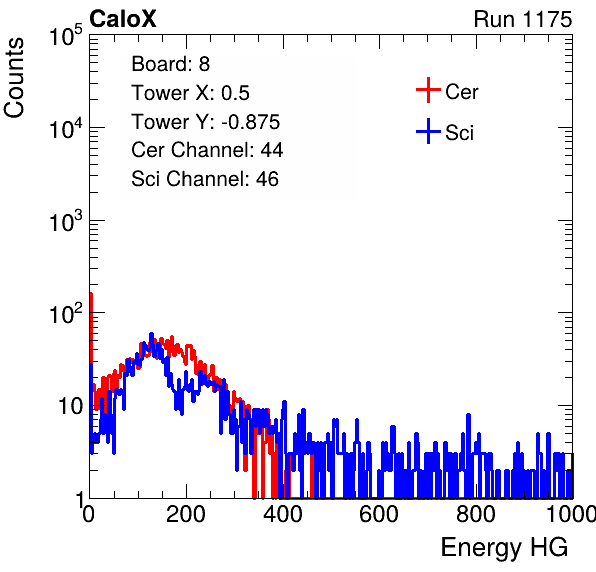 CaloX Run 1175
Counts
Board: 8
Tower X: 0.5
Tower Y: -0.875
Cer Channel: 44
Sci Channel: 46
Cer
Sci
10^5
10^4
10^3
10^2
10
1
0 200 400 600 800 1000
Energy HG